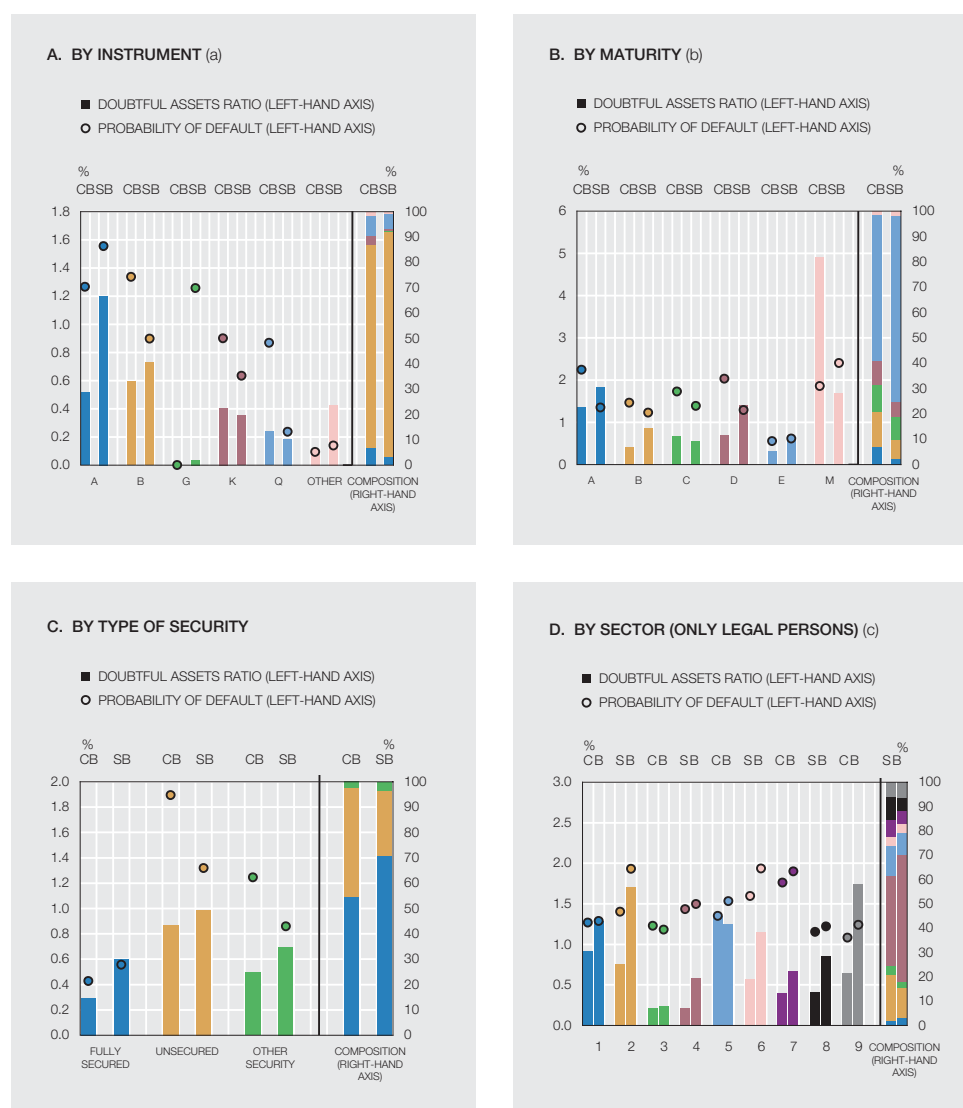 A. BY INSTRUMENT (a)
DOUBTFUL ASSETS RATIO (LEFT-HAND AXIS)
PROBABILITY OF DEFAULT (LEFT-HAND AXIS)
% %
CBSB CBSB CBSB CBSB CBSB CBSB CBSB
1.8 100
1.6 90
1.4 80
1.2 70
1.0 60
0.8 50
0.6 40
0.4 30
0.2 20
0.0 10
0
A B G K Q OTHER COMPOSITION
(RIGHT-HAND
AXIS)
B. BY MATURITY (b)
DOUBTFUL ASSETS RATIO (LEFT-HAND AXIS)
PROBABILITY OF DEFAULT (LEFT-HAND AXIS)
% %
CBSB CBSB CBSB CBSB CBSB CBSB CBSB
6 100
5 90
4 80
3 70
2 60
1 50
0 40
30
20
10
0
A B C D E M COMPOSITION
(RIGHT-HAND
AXIS)
C. BY TYPE OF SECURITY
DOUBTFUL ASSETS RATIO (LEFT-HAND AXIS)
PROBABILITY OF DEFAULT (LEFT-HAND AXIS)
% %
CB SB CB SB CB SB CB SB
2.0 100
1.8 90
1.6 80
1.4 70
1.2 60
1.0 50
0.8 40
0.6 30
0.4 20
0.2 10
0.0 0
FULLY UNSECURED OTHER COMPOSITION
SECURED SECURITY (RIGHT-HAND
AXIS)
D. BY SECTOR (ONLY LEGAL PERSONS) (c)
DOUBTFUL ASSETS RATIO (LEFT-HAND AXIS)
PROBABILITY OF DEFAULT (LEFT-HAND AXIS)
% %
CB SB CB SB CB SB CB SB CB SB
3.0 100
2.5 90
2.0 80
1.5 70
1.0 60
0.5 50
0.0 40
30
20
10
0
1 2 3 4 5 6 7 8 9 COMPOSITION
(RIGHT-HAND
AXIS)